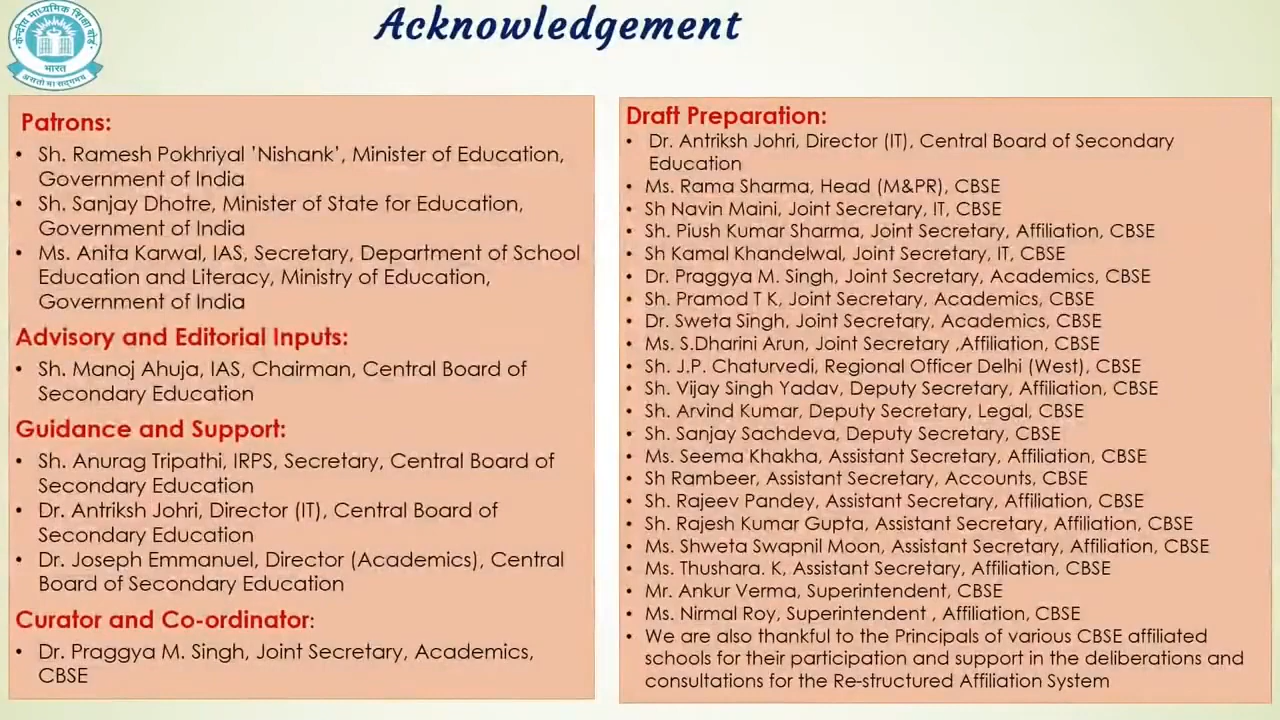 केन्द्रीय माध्यमिक शिक्षा बोर्ड
भारत
असतो मा सद्गमय
Acknowledgement
Patrons:
• Sh. Ramesh Pokhriyal 'Nishank', Minister of Education,
Government of India
• Sh. Sanjay Dhotre, Minister of State for Education,
Government of India
• Ms. Anita Karwal, IAS, Secretary, Department of School
Education and Literacy, Ministry of Education,
Government of India
Advisory and Editorial Inputs:
• Sh. Manoj Ahuja, IAS, Chairman, Central Board of
Secondary Education
Guidance and Support:
• Sh. Anurag Tripathi, IRPS, Secretary, Central Board of
Secondary Education
• Dr. Antriksh Johri, Director (IT), Central Board of
Secondary Education
• Dr. Joseph Emmanuel, Director (Academics), Central
Board of Secondary Education
Curator and Co-ordinator:
• Dr. Praggya M. Singh, Joint Secretary, Academics,
CBSE
Draft Preparation:
• Dr. Antriksh Johri, Director (IT), Central Board of Secondary
Education
• Ms. Rama Sharma, Head (M&PR), CBSE
• Sh Navin Maini, Joint Secretary, IT, CBSE
• Sh. Piush Kumar Sharma, Joint Secretary, Affiliation, CBSE
• Sh Kamal Khandelwal, Joint Secretary, IT, CBSE
• Dr. Praggya M. Singh, Joint Secretary, Academics, CBSE
• Sh. Pramod T K, Joint Secretary, Academics, CBSE
• Dr. Sweta Singh, Joint Secretary, Academics, CBSE
• Ms. S.Dharini Arun, Joint Secretary ,Affiliation, CBSE
• Sh. J.P. Chaturvedi, Regional Officer Delhi (West), CBSE
• Sh. Vijay Singh Yadav, Deputy Secretary, Affiliation, CBSE
• Sh. Arvind Kumar, Deputy Secretary, Legal, CBSE
• Sh. Sanjay Sachdeva, Deputy Secretary, CBSE
• Ms. Seema Khakha, Assistant Secretary, Affiliation, CBSE
• Sh Rambeer, Assistant Secretary, Accounts, CBSE
• Sh. Rajeev Pandey, Assistant Secretary, Affiliation, CBSE
• Sh. Rajesh Kumar Gupta, Assistant Secretary, Affiliation, CBSE
• Ms. Shweta Swapnil Moon, Assistant Secretary, Affiliation, CBSE
• Ms. Thushara. K, Assistant Secretary, Affiliation, CBSE
• Mr. Ankur Verma, Superintendent, CBSE
• Ms. Nirmal Roy, Superintendent , Affiliation, CBSE
• We are also thankful to the Principals of various CBSE affiliated
schools for their participation and support in the deliberations and
consultations for the Re-structured Affiliation System